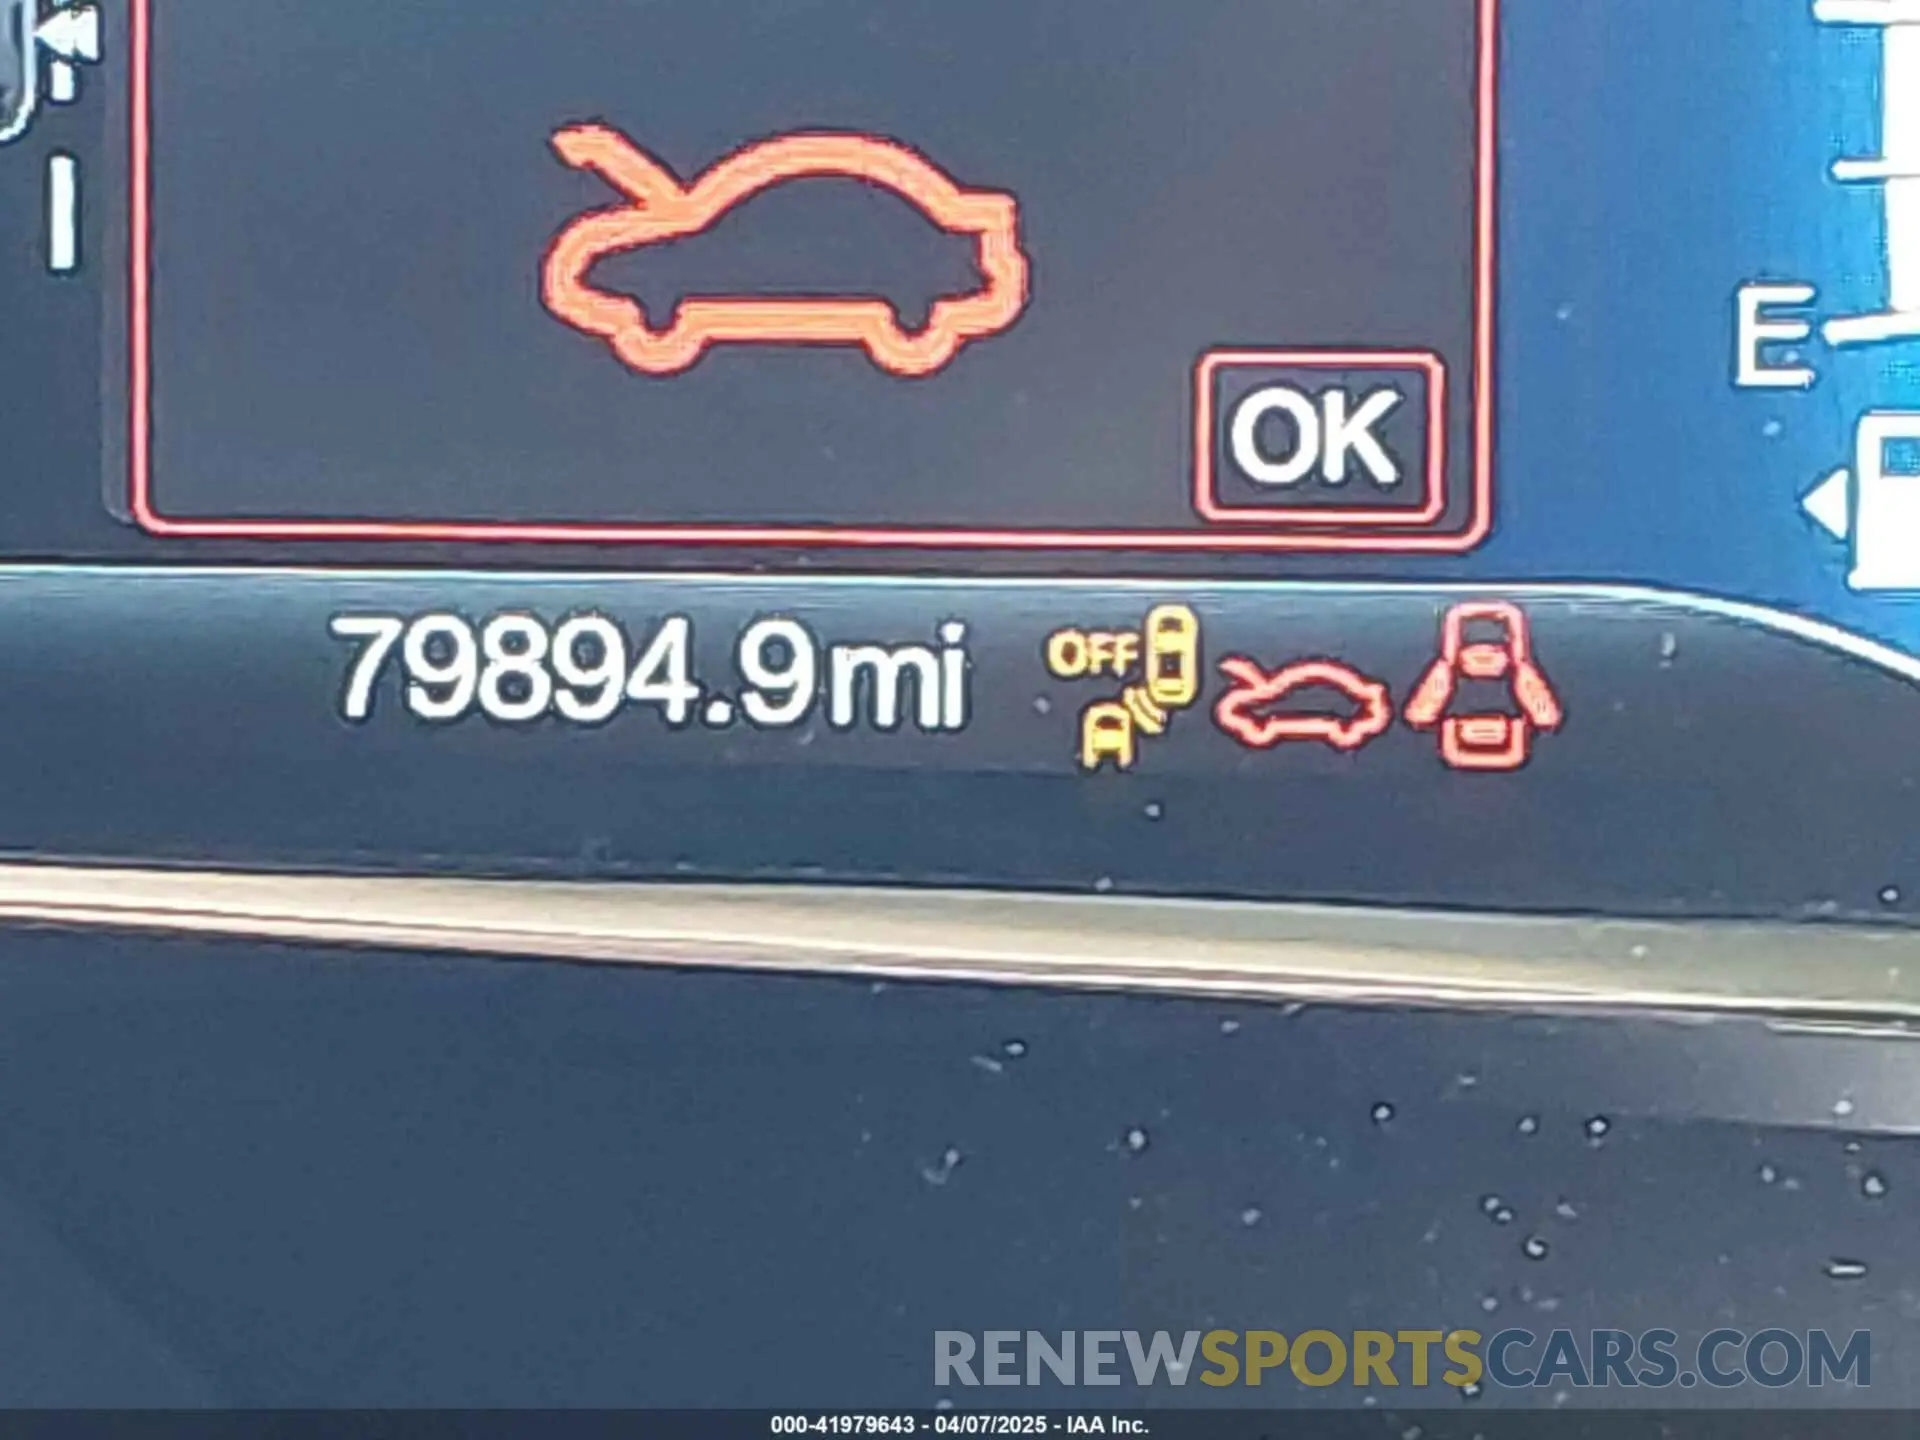 E
OK
79894.9mi
OFF
RENEWSPORTSCARS.COM
000-41979643 - 04/07/2025 - IAA Inc.